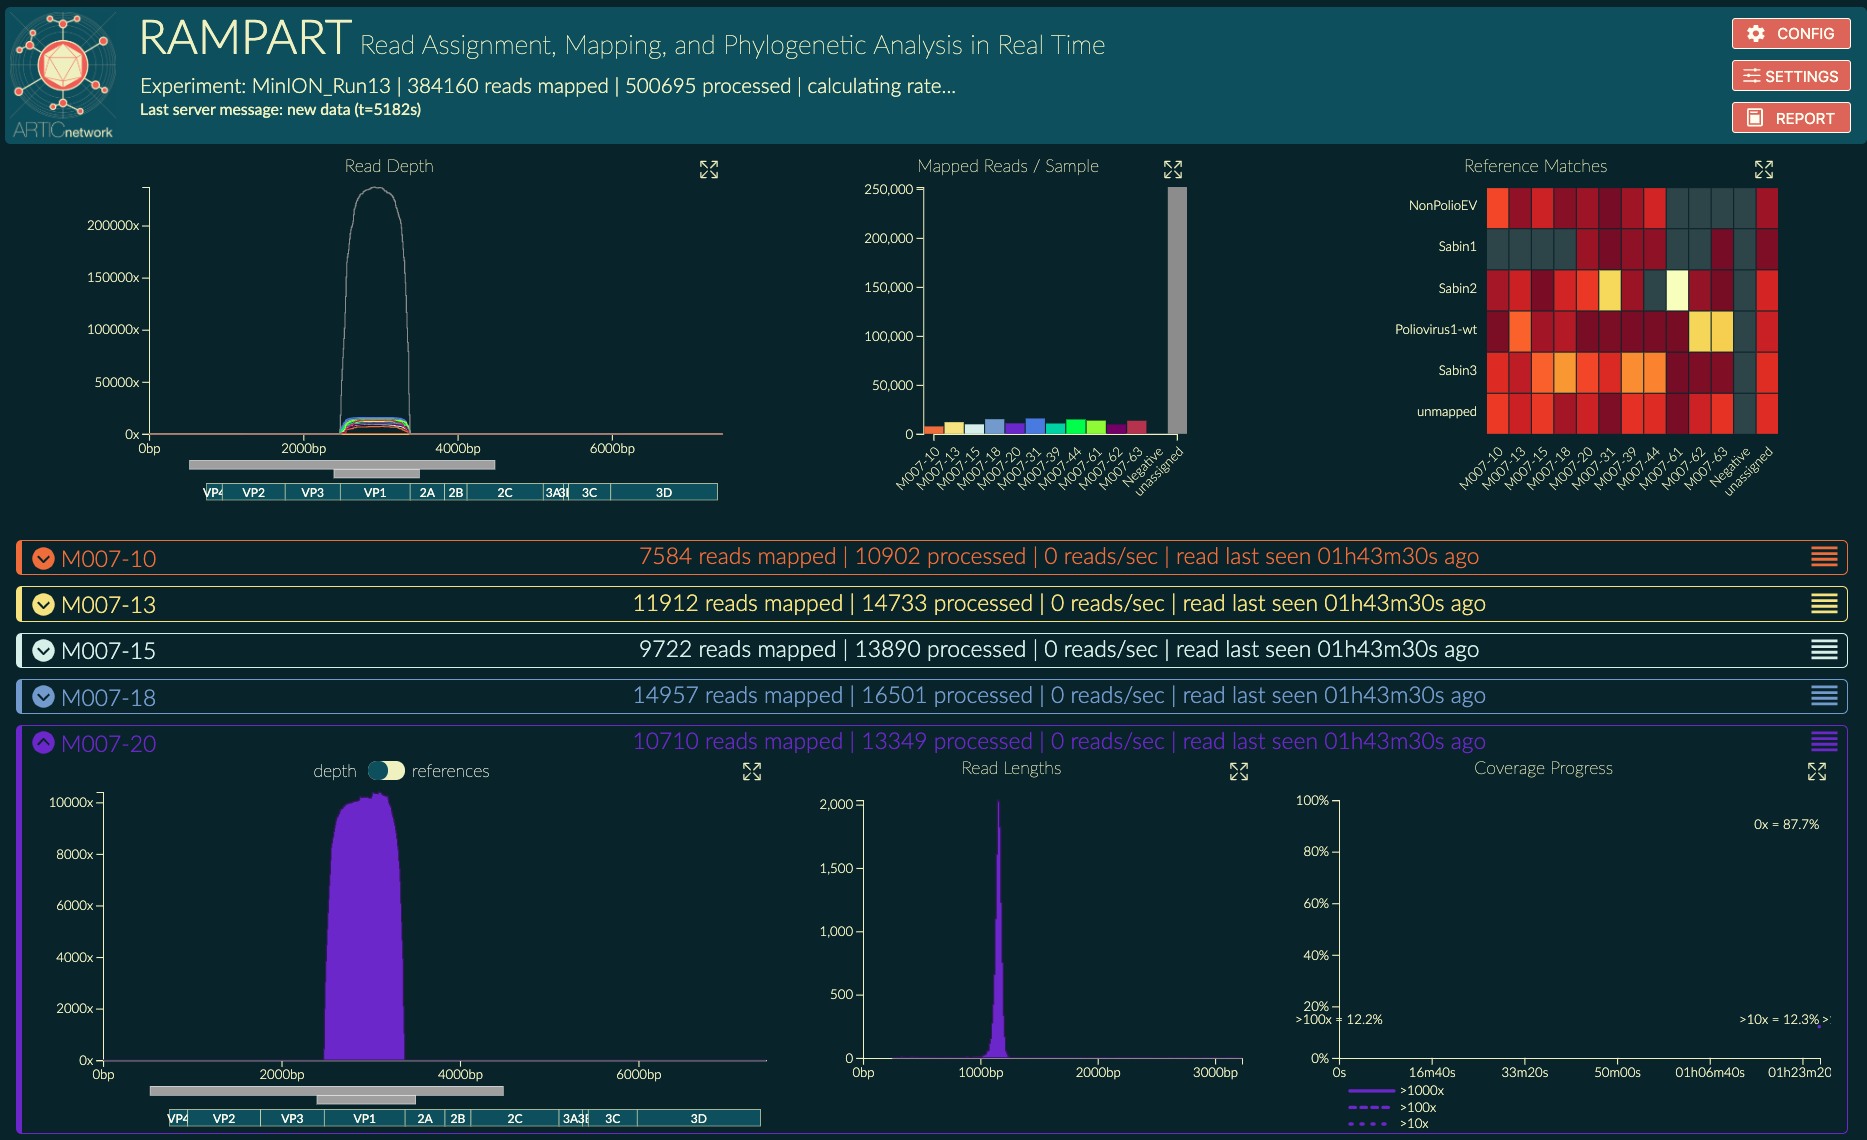 RAMPART Read Assignment, Mapping, and Phylogenetic Analysis in Real Time
Experiment: MinION_Run13 | 384160 reads mapped | 500695 processed | calculating rate...
Last server message: new data (t=5182s)
ARTICnetwork
CONFIG
SETTINGS
REPORT
Read Depth
200000x
150000x
100000x
50000x
0x
0bp 2000bp 4000bp 6000bp
VP4 VP2 VP3 VP1 2A 2B 2C 3A 3B 3C 3D
Mapped Reads / Sample
250,000
200,000
150,000
100,000
50,000
0
M007-10 M007-13 M007-15 M007-18 M007-20 M007-31 M007-39 M007-44 M007-61 M007-62 M007-63 Negative unassigned
Reference Matches
NonPolioEV
Sabin1
Sabin2
Poliovirus1-wt
Sabin3
unmapped
M007-10 M007-13 M007-15 M007-18 M007-20 M007-31 M007-39 M007-44 M007-61 M007-62 M007-63 Negative unassigned
M007-10 7584 reads mapped | 10902 processed | 0 reads/sec | read last seen 01h43m30s ago
M007-13 11912 reads mapped | 14733 processed | 0 reads/sec | read last seen 01h43m30s ago
M007-15 9722 reads mapped | 13890 processed | 0 reads/sec | read last seen 01h43m30s ago
M007-18 14957 reads mapped | 16501 processed | 0 reads/sec | read last seen 01h43m30s ago
M007-20 10710 reads mapped | 13349 processed | 0 reads/sec | read last seen 01h43m30s ago
depth references
10000x
8000x
6000x
4000x
2000x
0x
0bp 2000bp 4000bp 6000bp
VP4 VP2 VP3 VP1 2A 2B 2C 3A 3B 3C 3D
Read Lengths
2,000
1,500
1,000
500
0
0bp 1000bp 2000bp 3000bp
Coverage Progress
100%
0x = 87.7%
80%
60%
40%
20%
>100x = 12.2% >10x = 12.3% >
0%
0s 16m40s 33m20s 50m00s 01h06m40s 01h23m20
>1000x
>100x
>10x